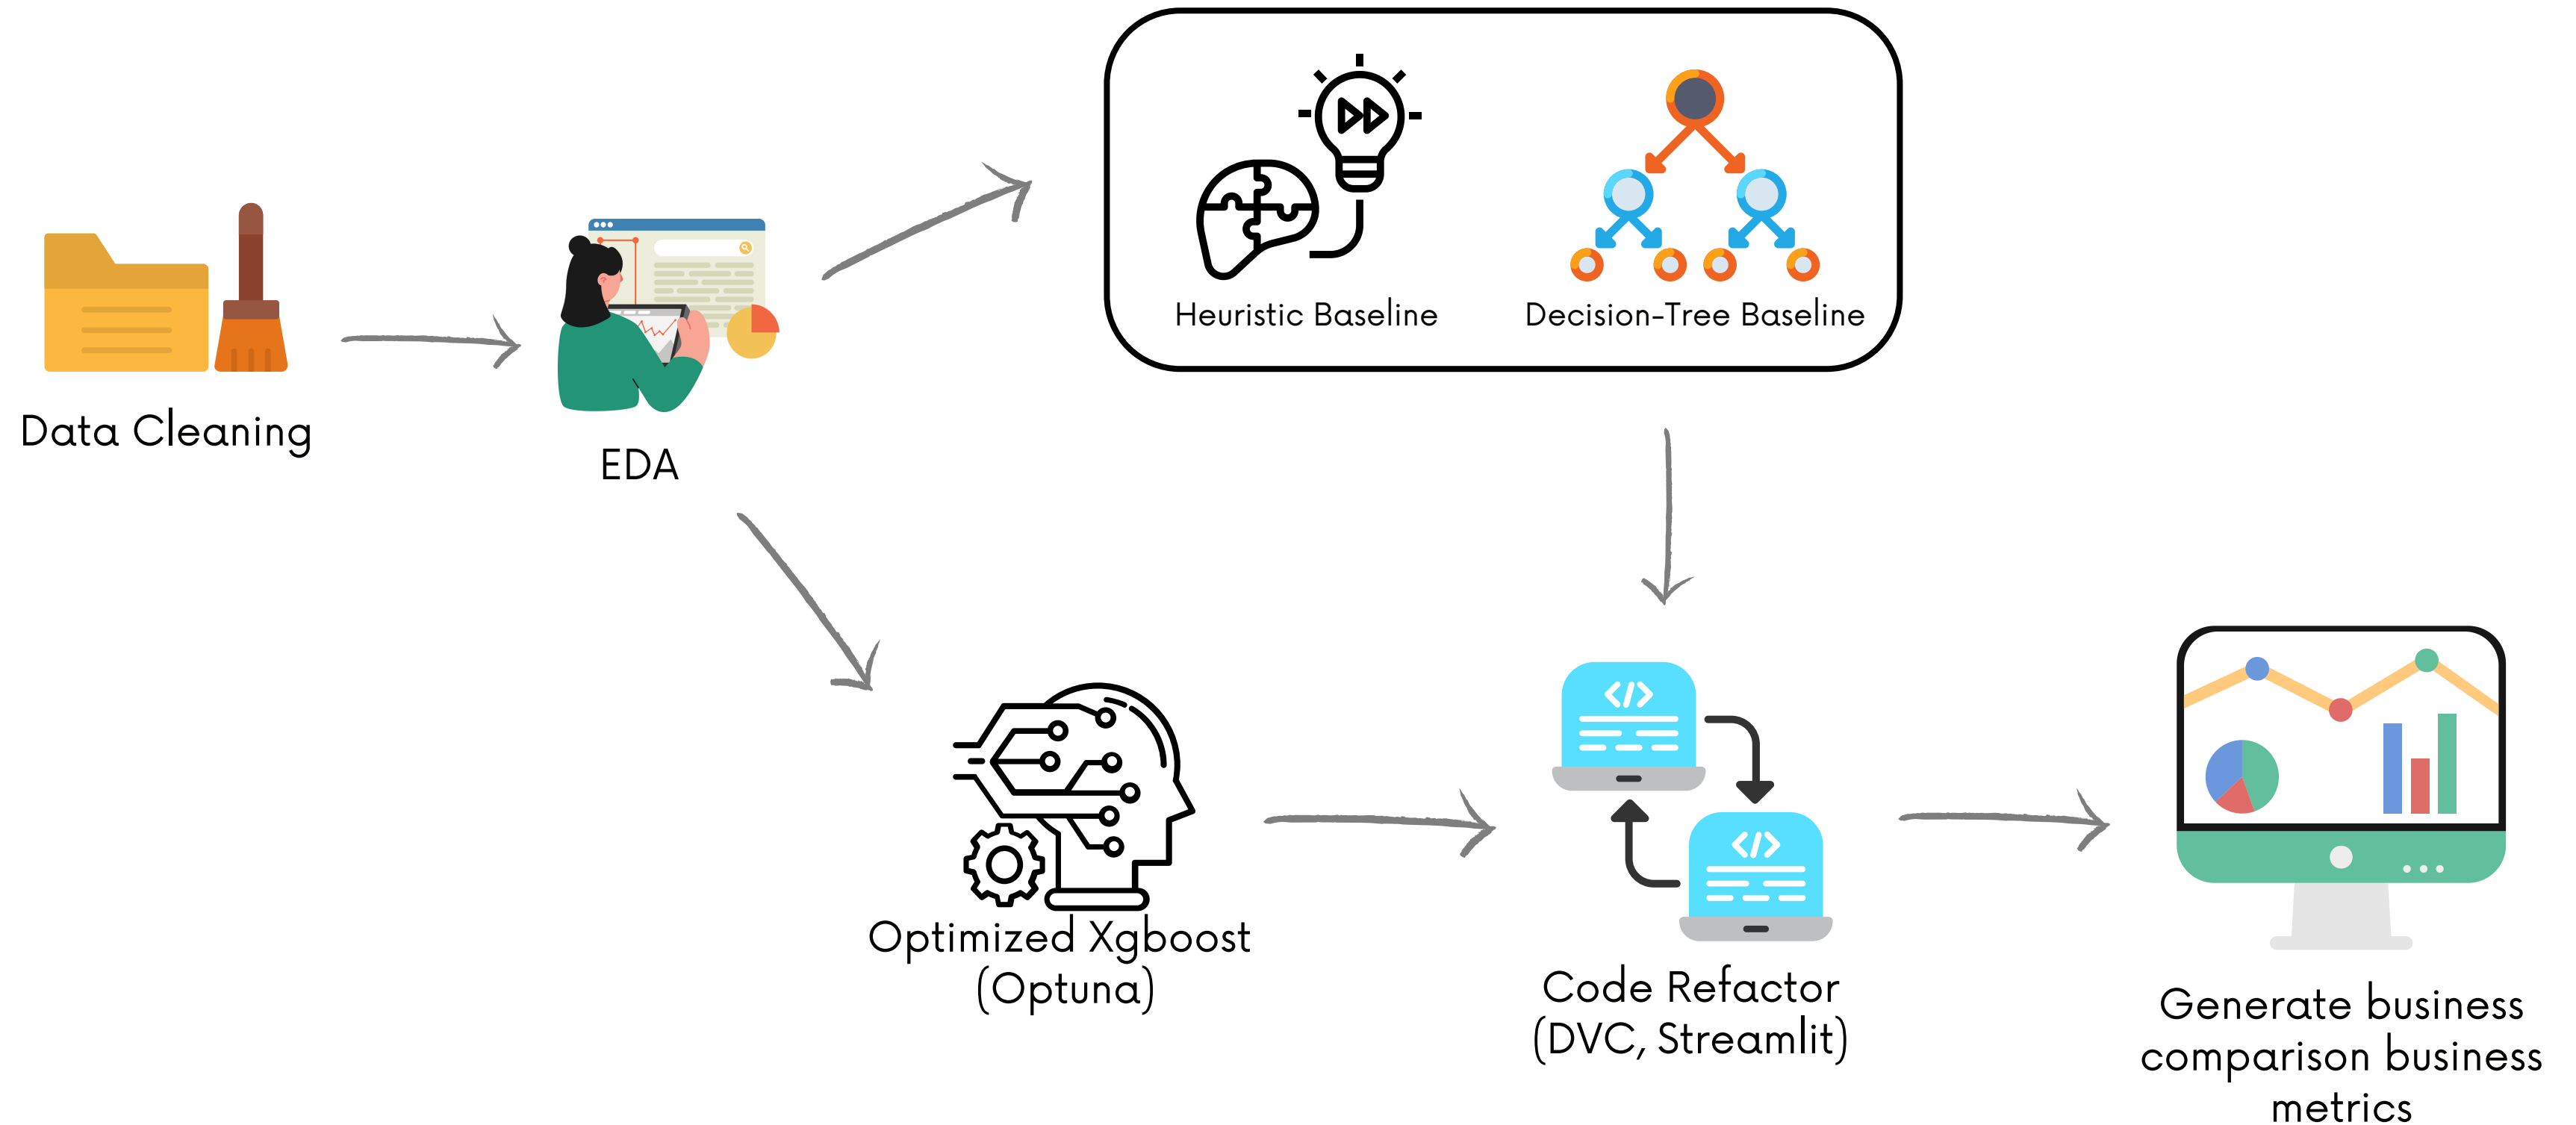 Data Cleaning
EDA
Heuristic Baseline
Decision-Tree Baseline
Optimized Xgboost
(Optuna)
Code Refactor
(DVC, Streamlit)
Generate business
comparison business
metrics